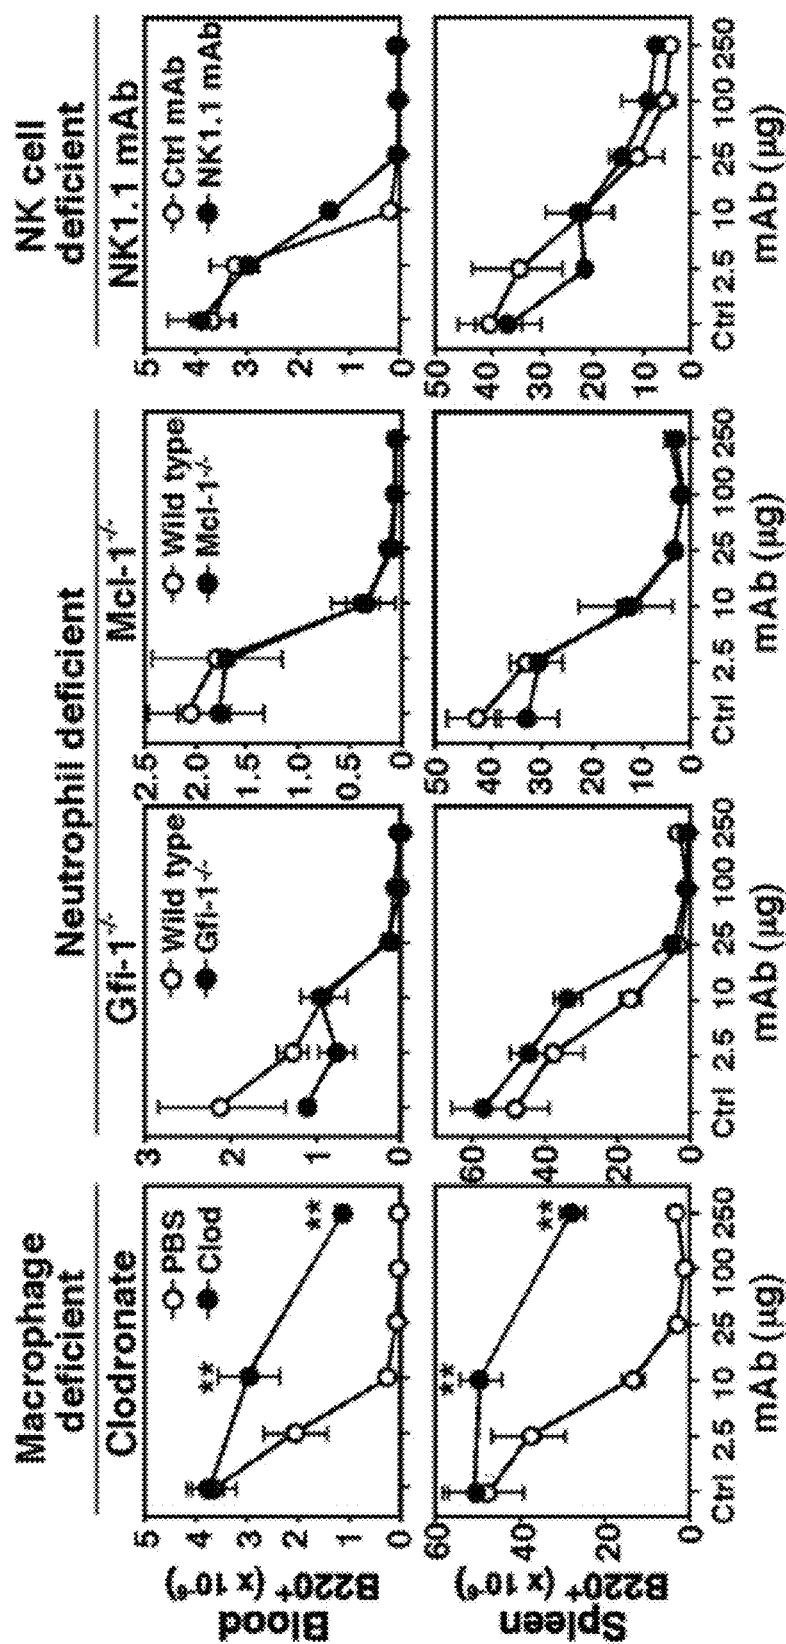 Macrophage deficient
Neutrophil deficient
NK cell deficient
Clodronate
Gfi-1-/-
Mcl-1-/-
NK1.1 mAb
Blood
B220+ (x 10-6)
5
4
3
2
1
0
PBS
Clod
**
**
3
2
1
0
Wild type
Gfi-1-/-
2.5
2.0
1.5
1.0
0.5
0
Wild type
Mcl-1-/-
5
4
3
2
1
0
Ctrl mAb
NK1.1 mAb
Spleen
B220+ (x 10-6)
60
40
20
0
**
**
Ctrl 2.5 10 25 100 250
mAb (µg)
60
40
20
0
Ctrl 2.5 10 25 100 250
mAb (µg)
50
40
30
20
10
0
Ctrl 2.5 10 25 100 250
mAb (µg)
50
40
30
20
10
0
Ctrl 2.5 10 25 100 250
mAb (µg)